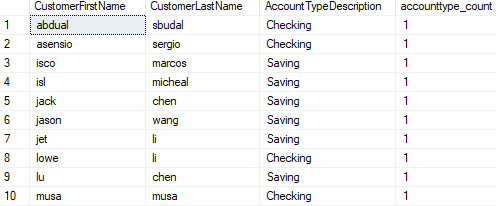 CustomerFirstName CustomerLastName AccountTypeDescription accounttype_count
1 abdual sbudal Checking 1
2 asensio sergio Checking 1
3 isco marcos Saving 1
4 isl micheal Saving 1
5 jack chen Saving 1
6 jason wang Saving 1
7 jet li Saving 1
8 lowe li Checking 1
9 lu chen Saving 1
10 musa musa Checking 1